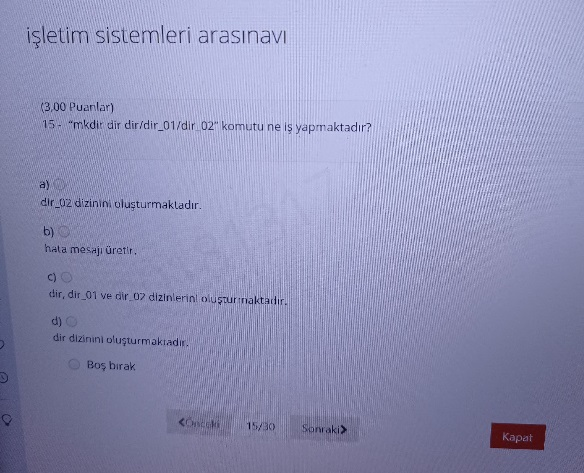 işletim sistemleri arasınavı
(3,00 Puanlar)
15 - "mkdir dir dir/dir_01/dir_02" komutu ne iş yapmaktadır?
a)
dir_02 dizinini oluşturmaktadır.
b)
hata mesajı üretir.
c)
dir, dir_01 ve dir_02 dizinlerini oluşturmaktadır.
d)
dir dizinini oluşturmaktadır.
Boş bırak
Önceki 15/30 Sonraki
Kapat